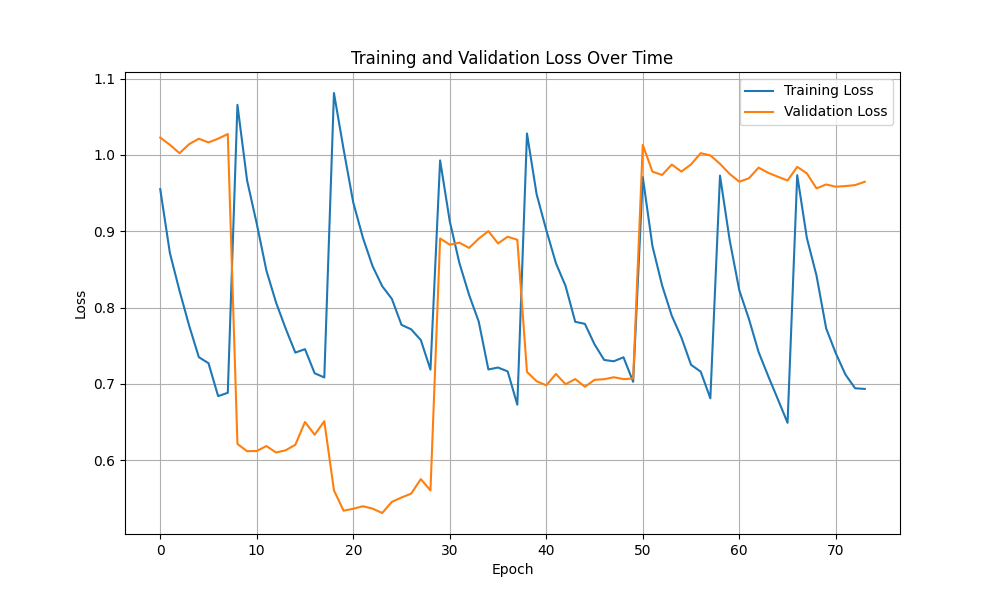 Training and Validation Loss Over Time
1.1
1.0
0.9
0.8
0.7
0.6
Loss
Training Loss
Validation Loss
0 10 20 30 40 50 60 70
Epoch